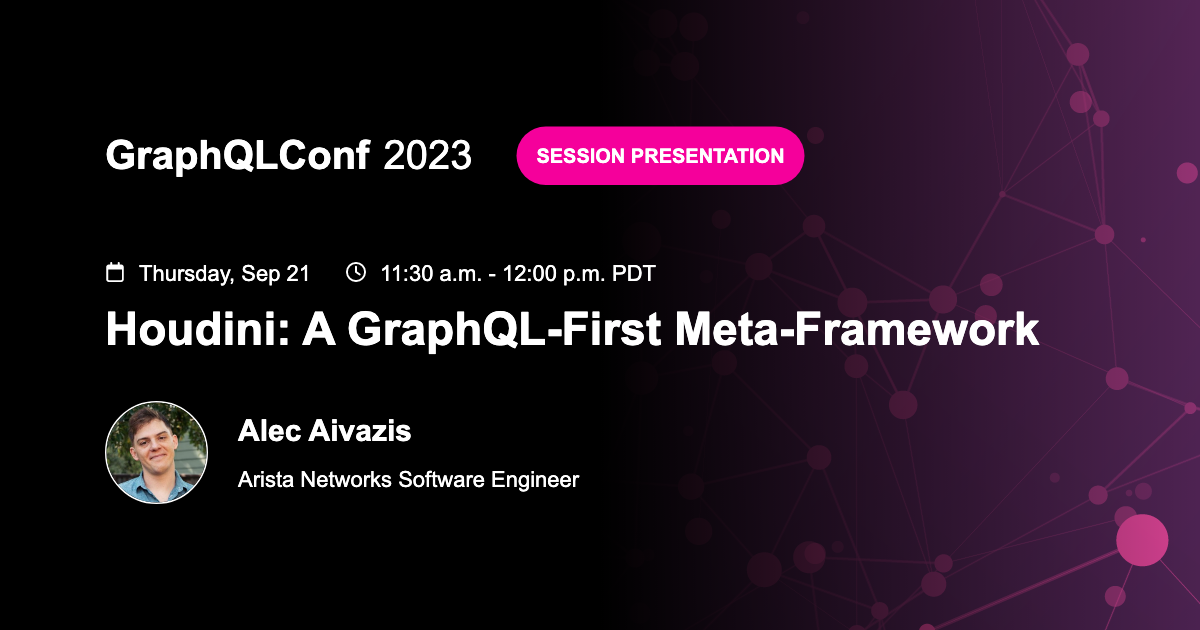 GraphQLConf 2023
SESSION PRESENTATION
Thursday, Sep 21 11:30 a.m. - 12:00 p.m. PDT
Houdini: A GraphQL-First Meta-Framework
Alec Aivazis
Arista Networks Software Engineer